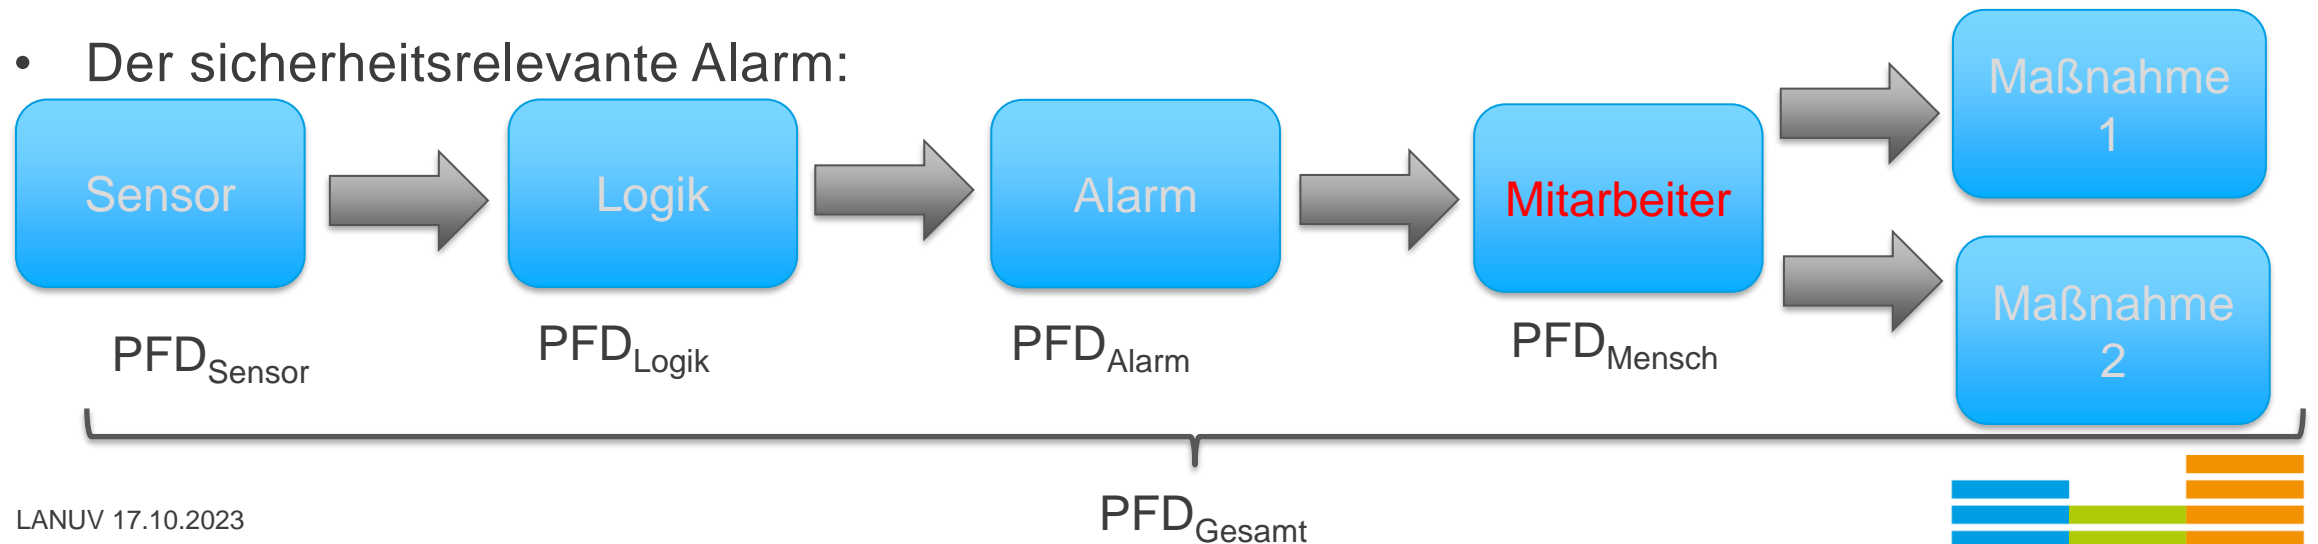 • Der sicherheitsrelevante Alarm:
Sensor
Logik
Alarm
Mitarbeiter
Maßnahme
1
Maßnahme
2
PFDSensor
PFDLogik
PFDAlarm
PFDMensch
PFDGesamt
LANUV 17.10.2023